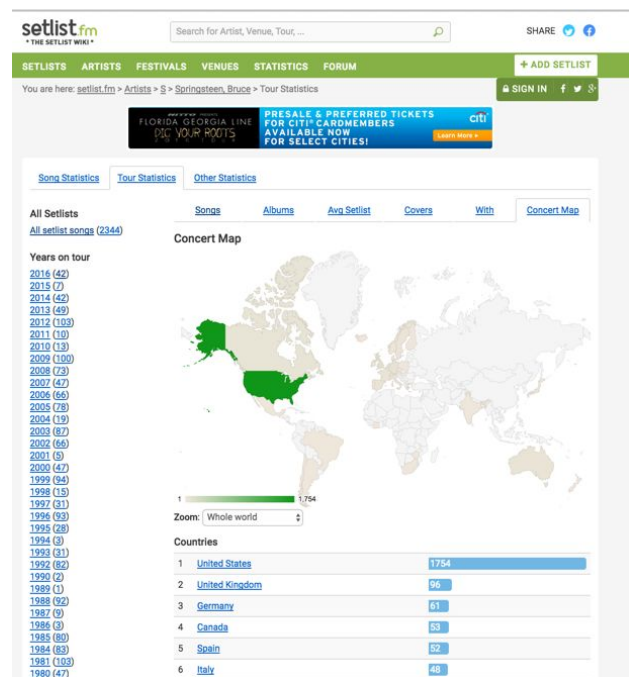 setlist.fm
• THE SETLIST WIKI •
Search for Artist, Venue, Tour, ...
SHARE
SETLISTS ARTISTS FESTIVALS VENUES STATISTICS FORUM
+ ADD SETLIST
You are here: setlist.fm > Artists > S > Springsteen, Bruce > Tour Statistics
SIGN IN
FLORIDA GEORGIA LINE
DIG YOUR ROOTS
PRESALE & PREFERRED TICKETS
FOR CITI® CARDMEMBERS
AVAILABLE NOW
FOR SELECT CITIES!
citi
Learn More
Song Statistics Tour Statistics Other Statistics
All Setlists
All setlist songs (2344)
Years on tour
2016 (42)
2015 (7)
2014 (42)
2013 (49)
2012 (103)
2011 (10)
2010 (13)
2009 (100)
2008 (73)
2007 (47)
2006 (66)
2005 (78)
2004 (19)
2003 (87)
2002 (66)
2001 (5)
2000 (47)
1999 (94)
1998 (15)
1997 (31)
1996 (93)
1995 (28)
1994 (3)
1993 (31)
1992 (82)
1990 (2)
1989 (1)
1988 (92)
1987 (9)
1986 (3)
1985 (80)
1984 (83)
1981 (103)
1980 (47)
Songs Albums Avg Setlist Covers With Concert Map
Concert Map
1 1,754
Zoom: Whole world
Countries
1 United States 1754
2 United Kingdom 96
3 Germany 61
4 Canada 53
5 Spain 52
6 Italy 48